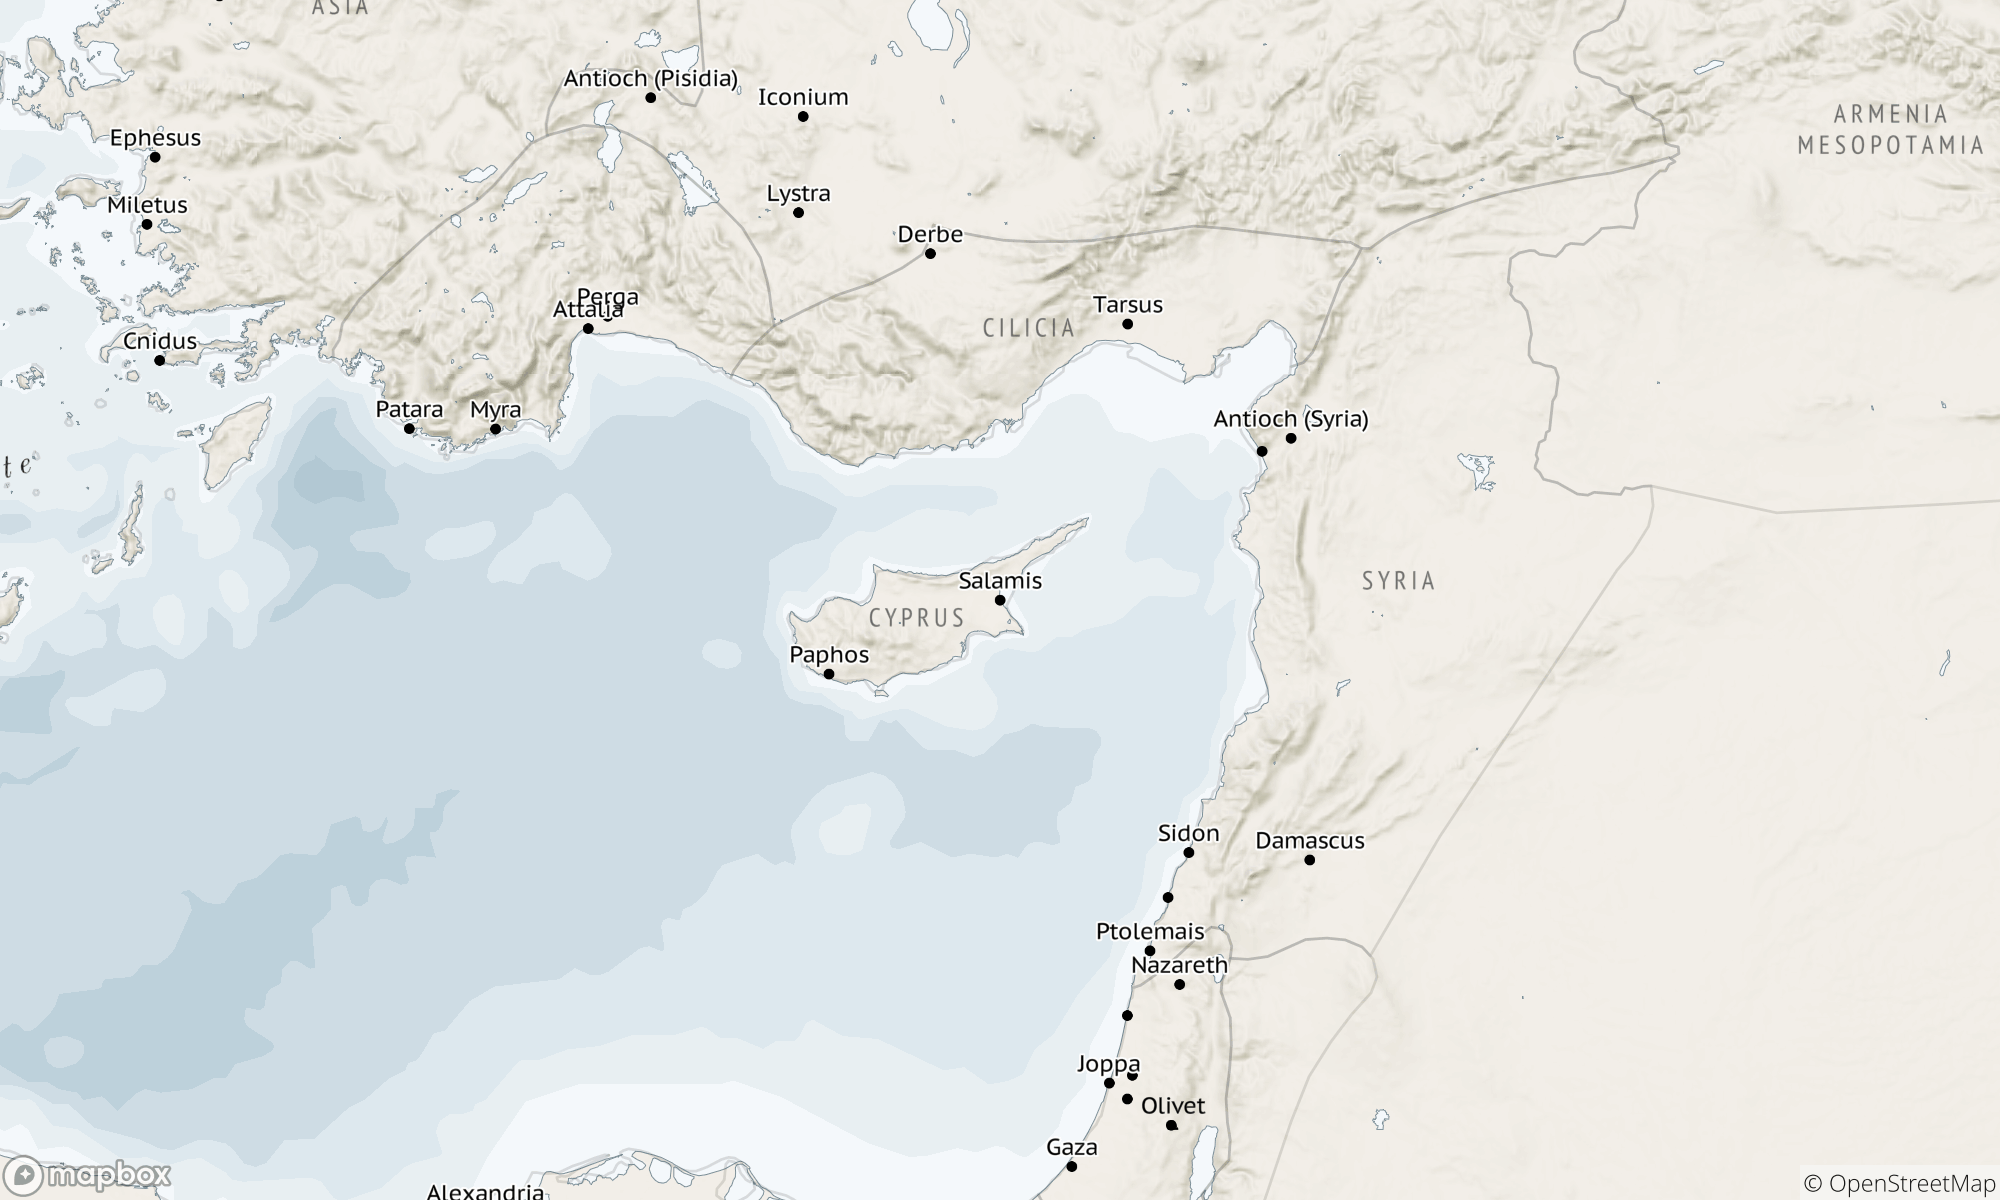 ASIA
Antioch (Pisidia)
Iconium
ARMENIA
MESOPOTAMIA
Ephesus
Lystra
Miletus
Derbe
Perga
Attalia
Tarsus
CILICIA
Cnidus
Patara
Myra
Antioch (Syria)
te
Salamis
SYRIA
CYPRUS
Paphos
Sidon
Damascus
Ptolemais
Nazareth
Joppa
Olivet
Gaza
mapbox
Alexandria
© OpenStreetMap